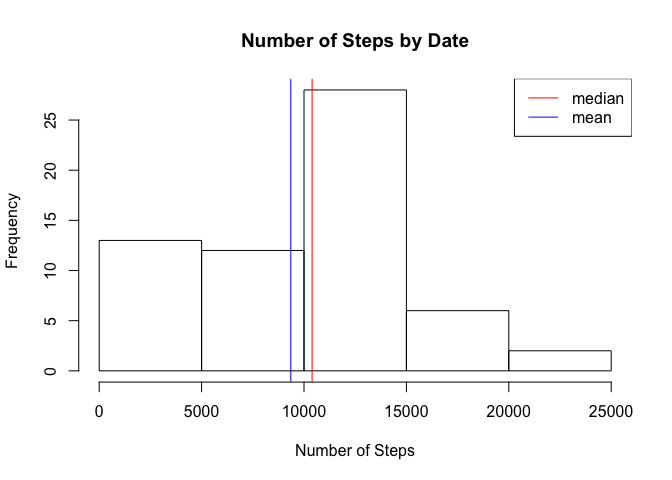 Number of Steps by Date
median
mean
Frequency
25
20
15
10
5
0
0 5000 10000 15000 20000 25000
Number of Steps